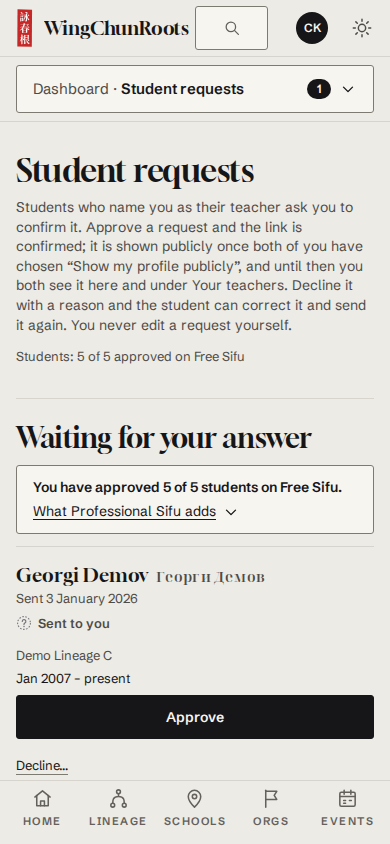 詠春根
WingChunRoots
CK
Dashboard · Student requests
1
Student requests
Students who name you as their teacher ask you to
confirm it. Approve a request and the link is
confirmed; it is shown publicly once both of you have
chosen “Show my profile publicly”, and until then you
both see it here and under Your teachers. Decline it
with a reason and the student can correct it and send
it again. You never edit a request yourself.
Students: 5 of 5 approved on Free Sifu
Waiting for your answer
You have approved 5 of 5 students on Free Sifu.
What Professional Sifu adds
Georgi Demov Георги Демов
Sent 3 January 2026
Sent to you
Demo Lineage C
Jan 2007 – present
Approve
Decline…
HOME LINEAGE SCHOOLS ORGS EVENTS